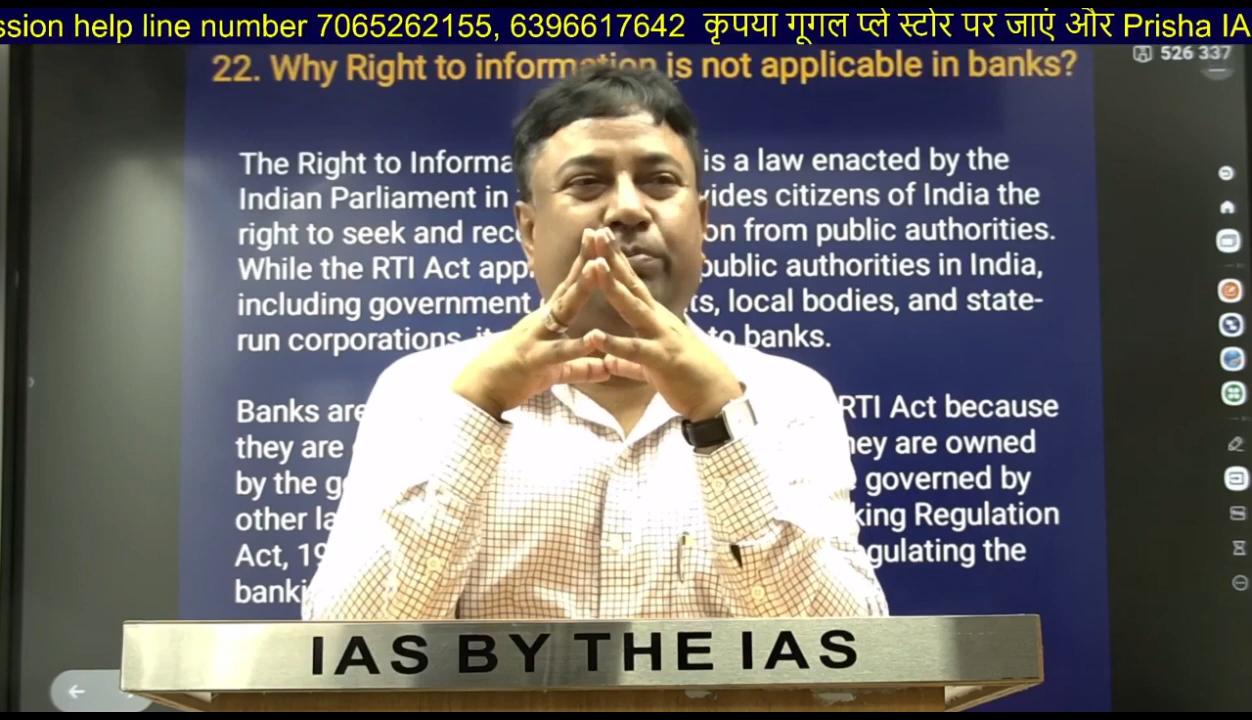 ssion help line number 7065262155, 6396617642 कृपया गूगल प्ले स्टोर पर जाएं और Prisha IA
526 337
22. Why Right to information is not applicable in banks?
The Right to Informa is a law enacted by the
Indian Parliament in vides citizens of India the
right to seek and rec on from public authorities.
While the RTI Act app public authorities in India,
including government ts, local bodies, and state-
run corporations, to banks.
Banks are RTI Act because
they are they are owned
by the g governed by
other la king Regulation
Act, 19 gulating the
banki
IAS BY THE IAS